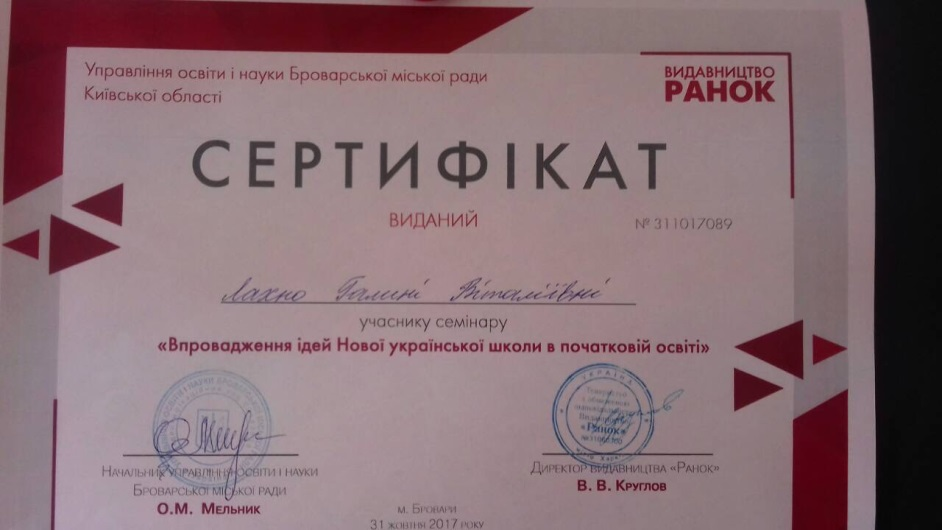 Управління освіти і науки Броварської міської ради
Київської області
ВИДАВНИЦТВО
РАНОК
СЕРТИФІКАТ
ВИДАНИЙ
№ 311017089
Лахно Галині Віталіївні
учаснику семінару
«Впровадження ідей Нової української школи в початковій освіті»
УКРАЇНА
«Ранок»
Начальник управління освіти і науки
Броварської міської ради
О.М. Мельник
Директор видавництва «Ранок»
В. В. Круглов
м. Бровари
31 жовтня 2017 року